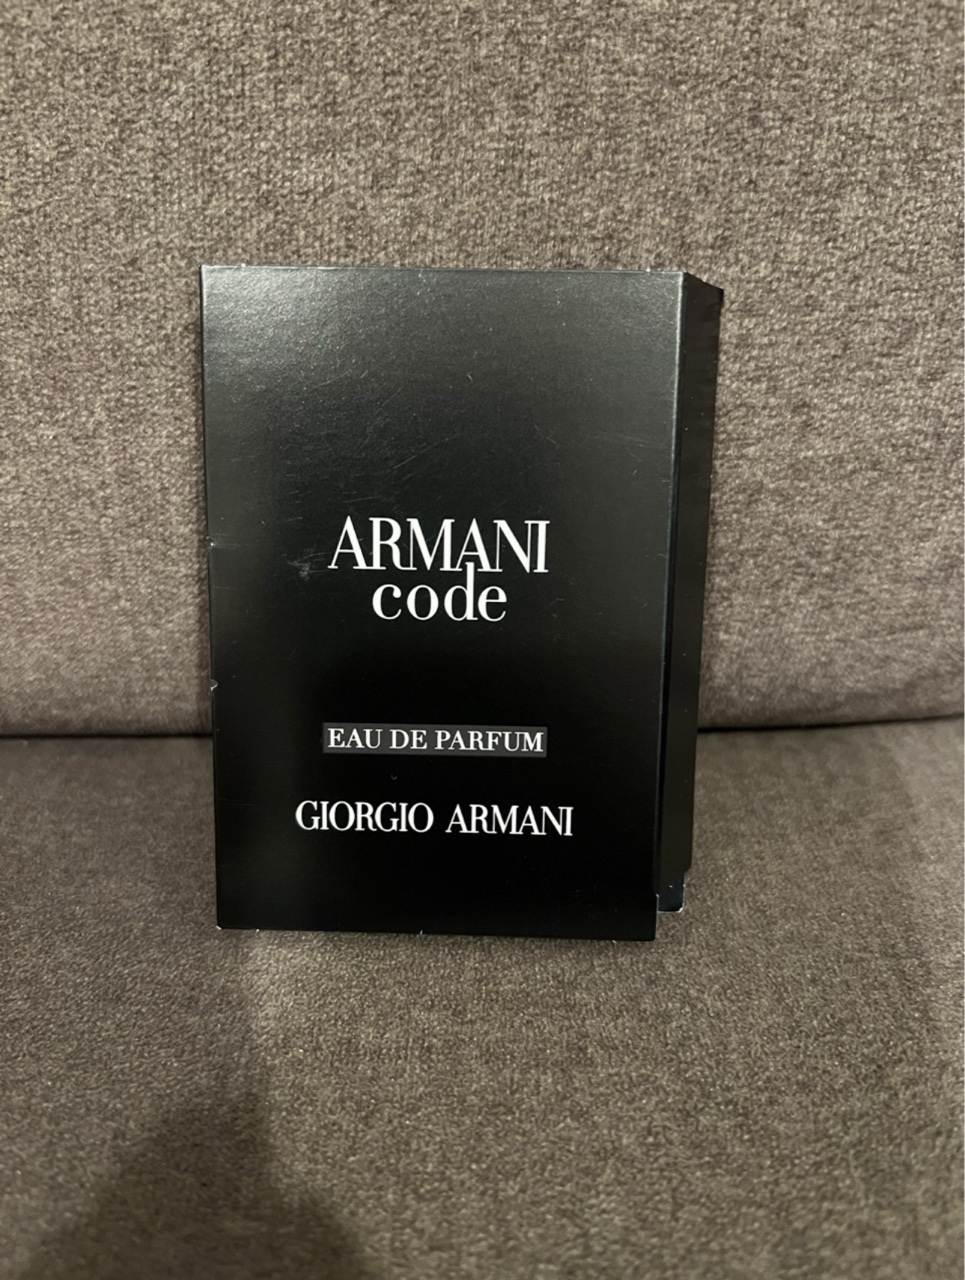 ARMANI
code
EAU DE PARFUM
GIORGIO ARMANI